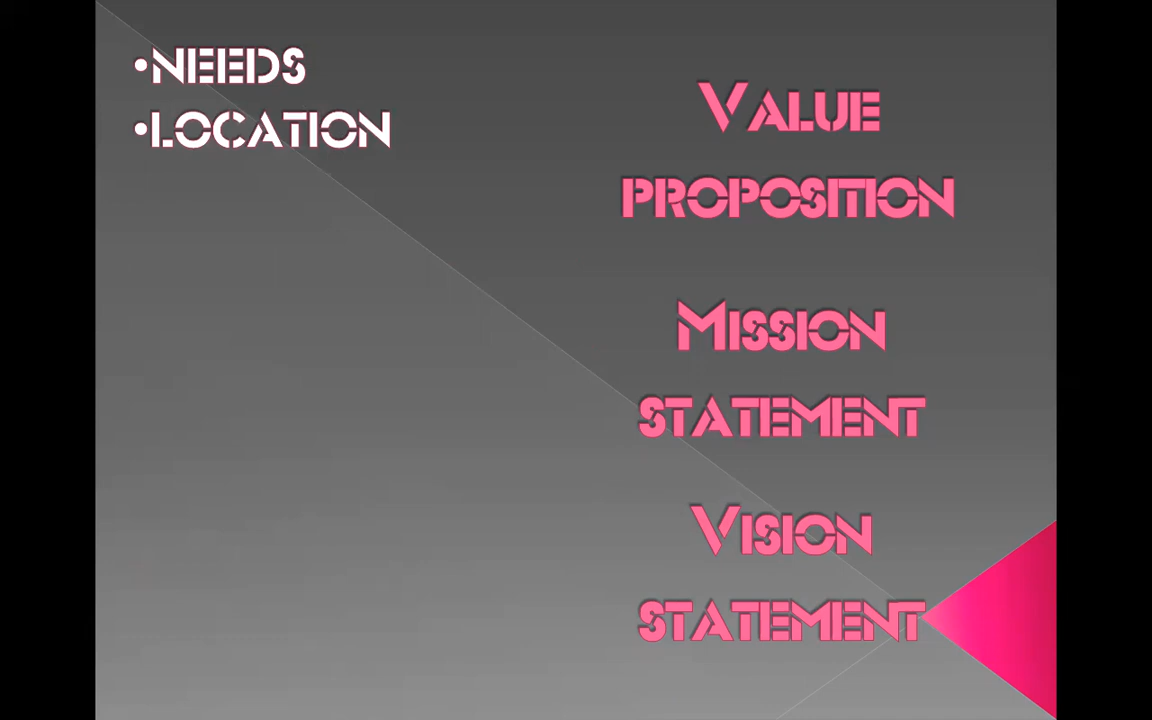 •NEEDS
•LOCATION
VALUE
PROPOSITION
MISSION
STATEMENT
VISION
STATEMENT